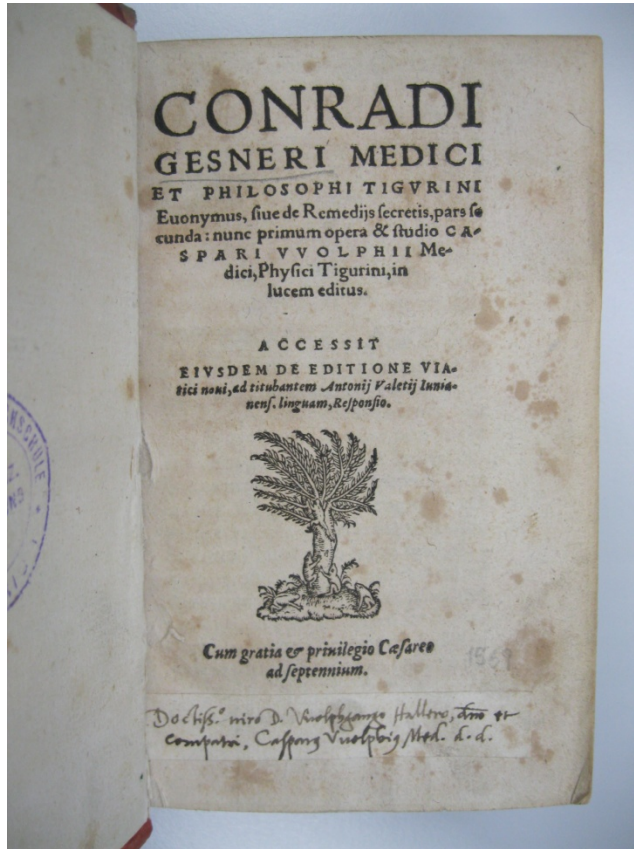 CONRADI
GESNERI MEDICI
ET PHILOSOPHI TIGVRINI
Euonymus, ſiue de Remedijs ſecretis, pars ſe
cunda: nunc primum opera & ſtudio CA-
SPARI VVOLPHII Me-
dici, Phyſici Tigurini, in
lucem editus.
ACCESSIT
EIVSDEM DE EDITIONE VIA-
tici noui, ad titubantem Antonij Valetij Iunia-
nenſ. linguam, Reſponſio.
Cum gratia & priuilegio Cæſareo
ad ſeptennium.
Doctiſs.º viro D. Vuolphgango Hallero, dno et
compatri, Caſparus Vuolphius Med. d. d.